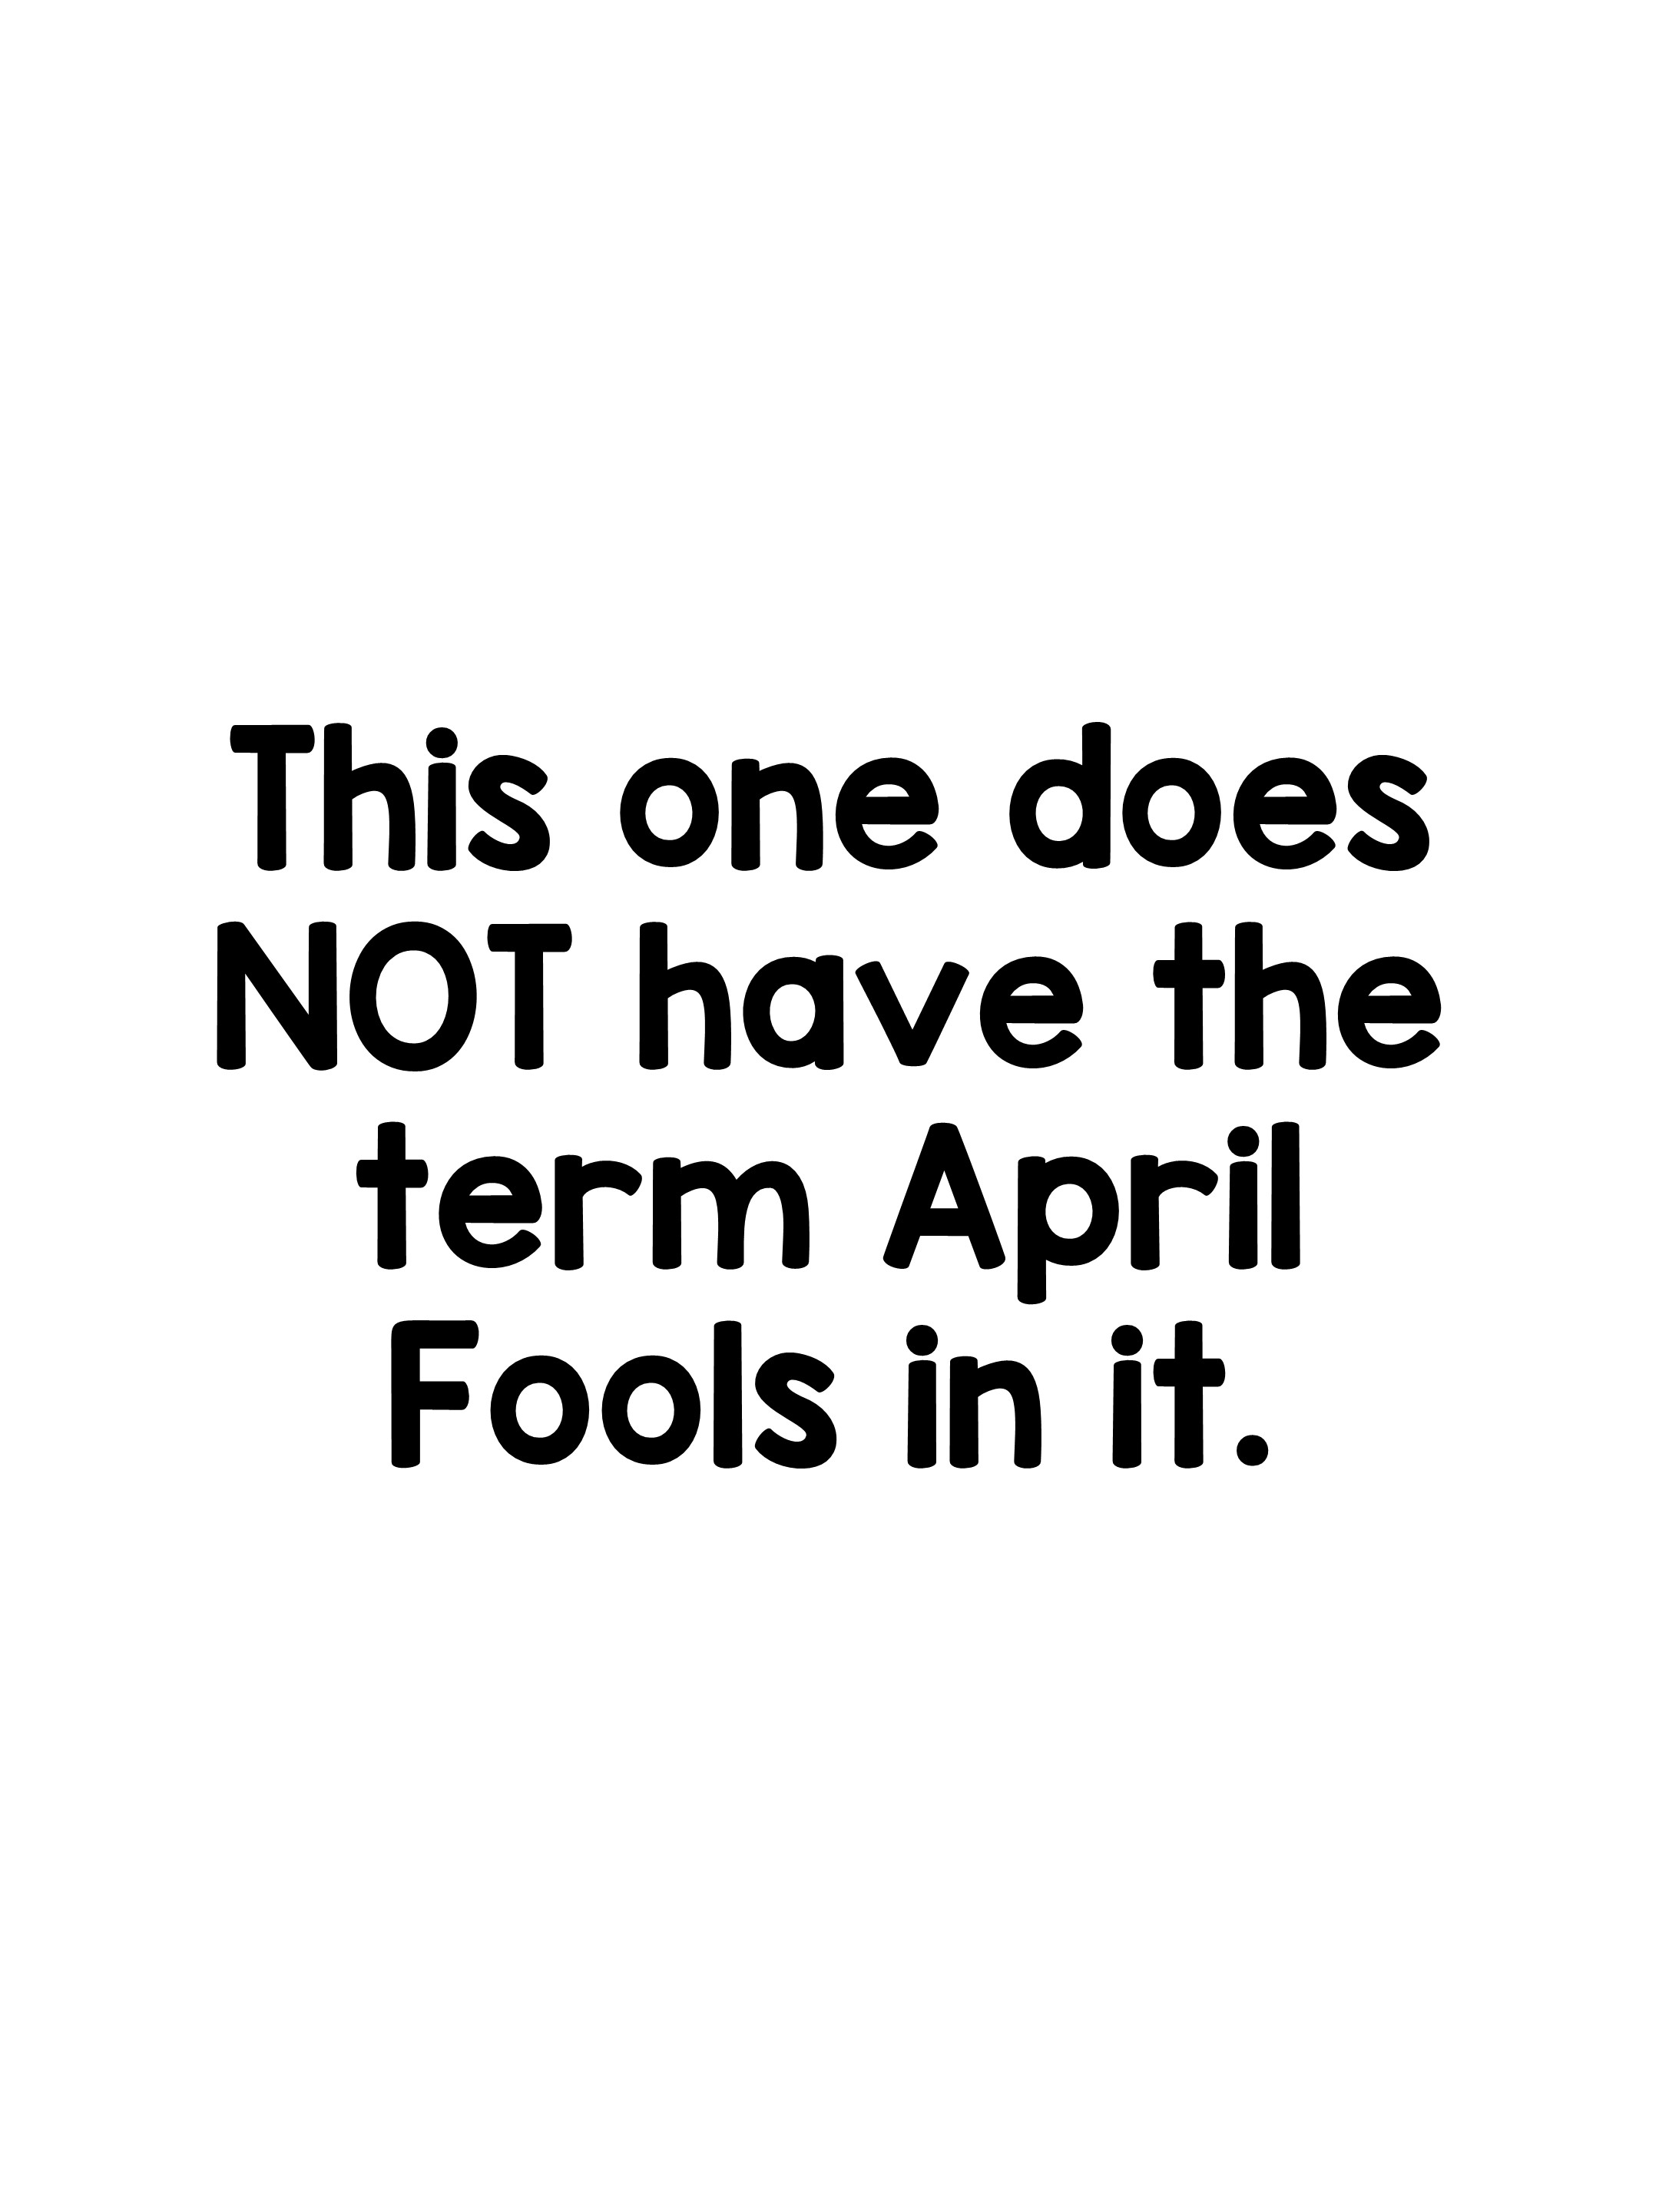 This one does
NOT have the
term April
Fools in it.